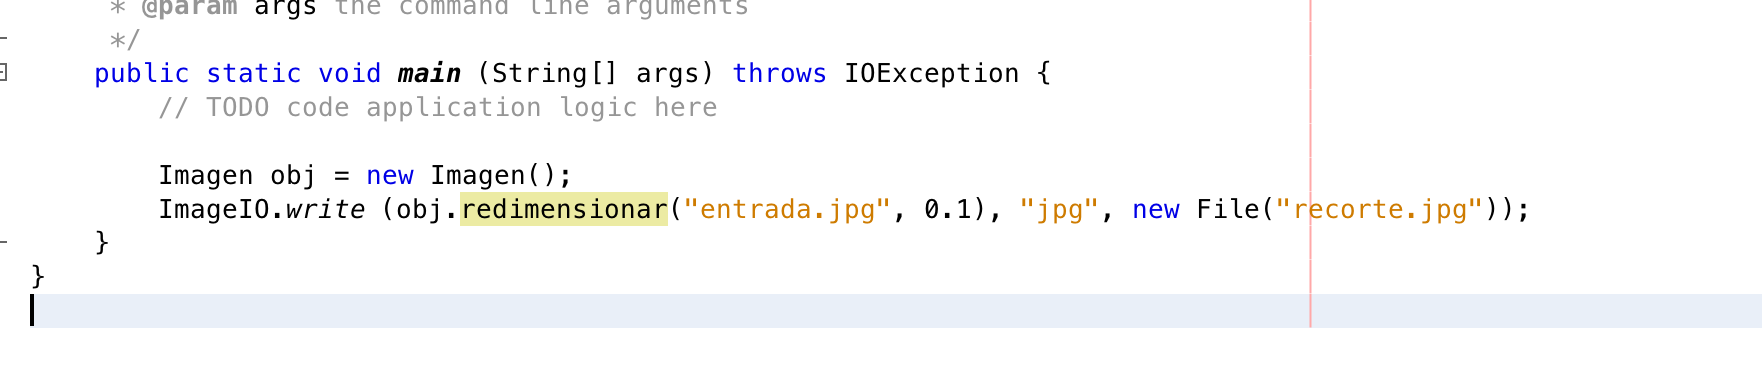 * @param args the command line arguments
*/
public static void main (String[] args) throws IOException {
// TODO code application logic here
Imagen obj = new Imagen();
ImageIO.write (obj.redimensionar("entrada.jpg", 0.1), "jpg", new File("recorte.jpg"));
}
}